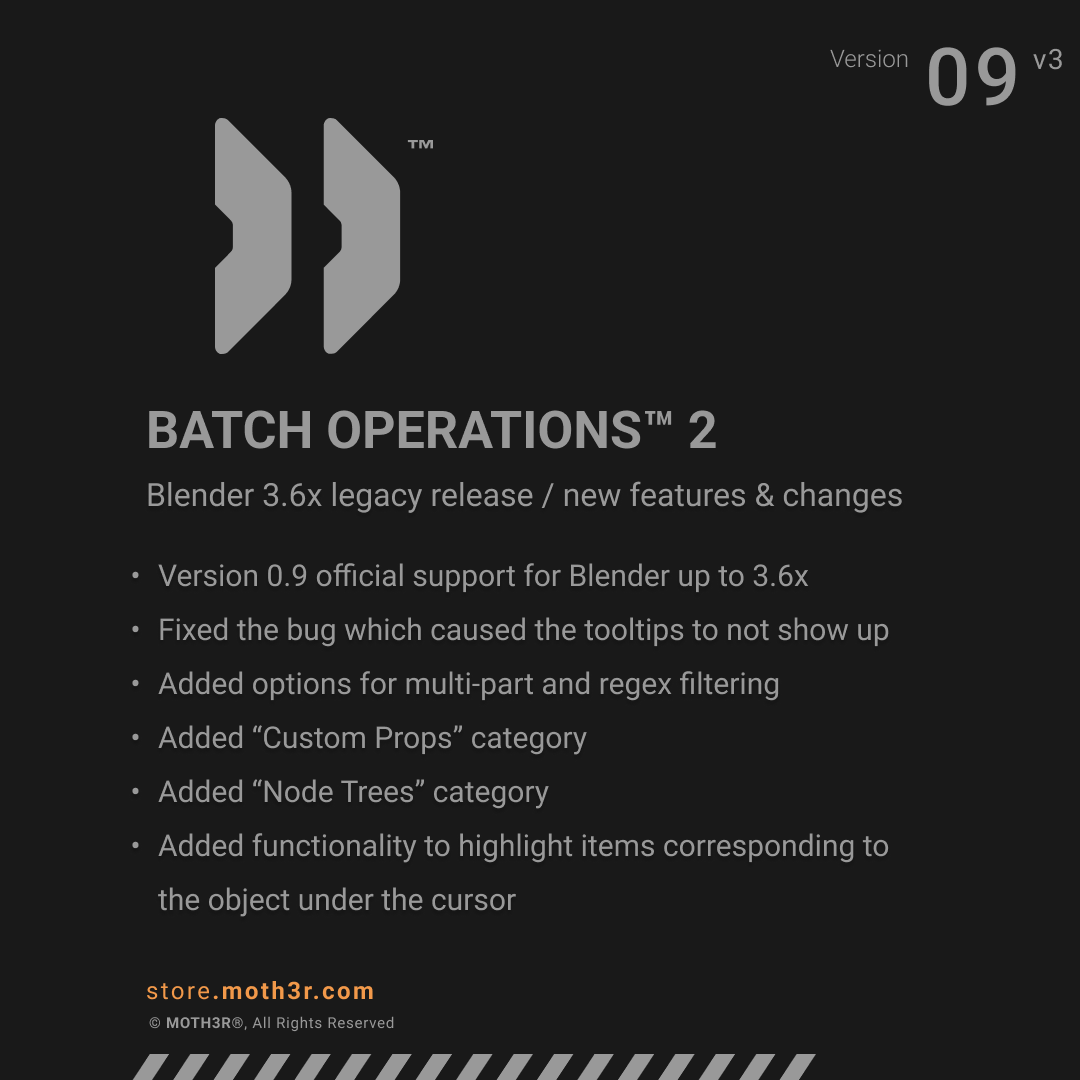 Version 09 v3
™
BATCH OPERATIONS™ 2
Blender 3.6x legacy release / new features & changes
• Version 0.9 official support for Blender up to 3.6x
• Fixed the bug which caused the tooltips to not show up
• Added options for multi-part and regex filtering
• Added “Custom Props” category
• Added “Node Trees” category
• Added functionality to highlight items corresponding to
the object under the cursor
store.moth3r.com
© MOTH3R®, All Rights Reserved